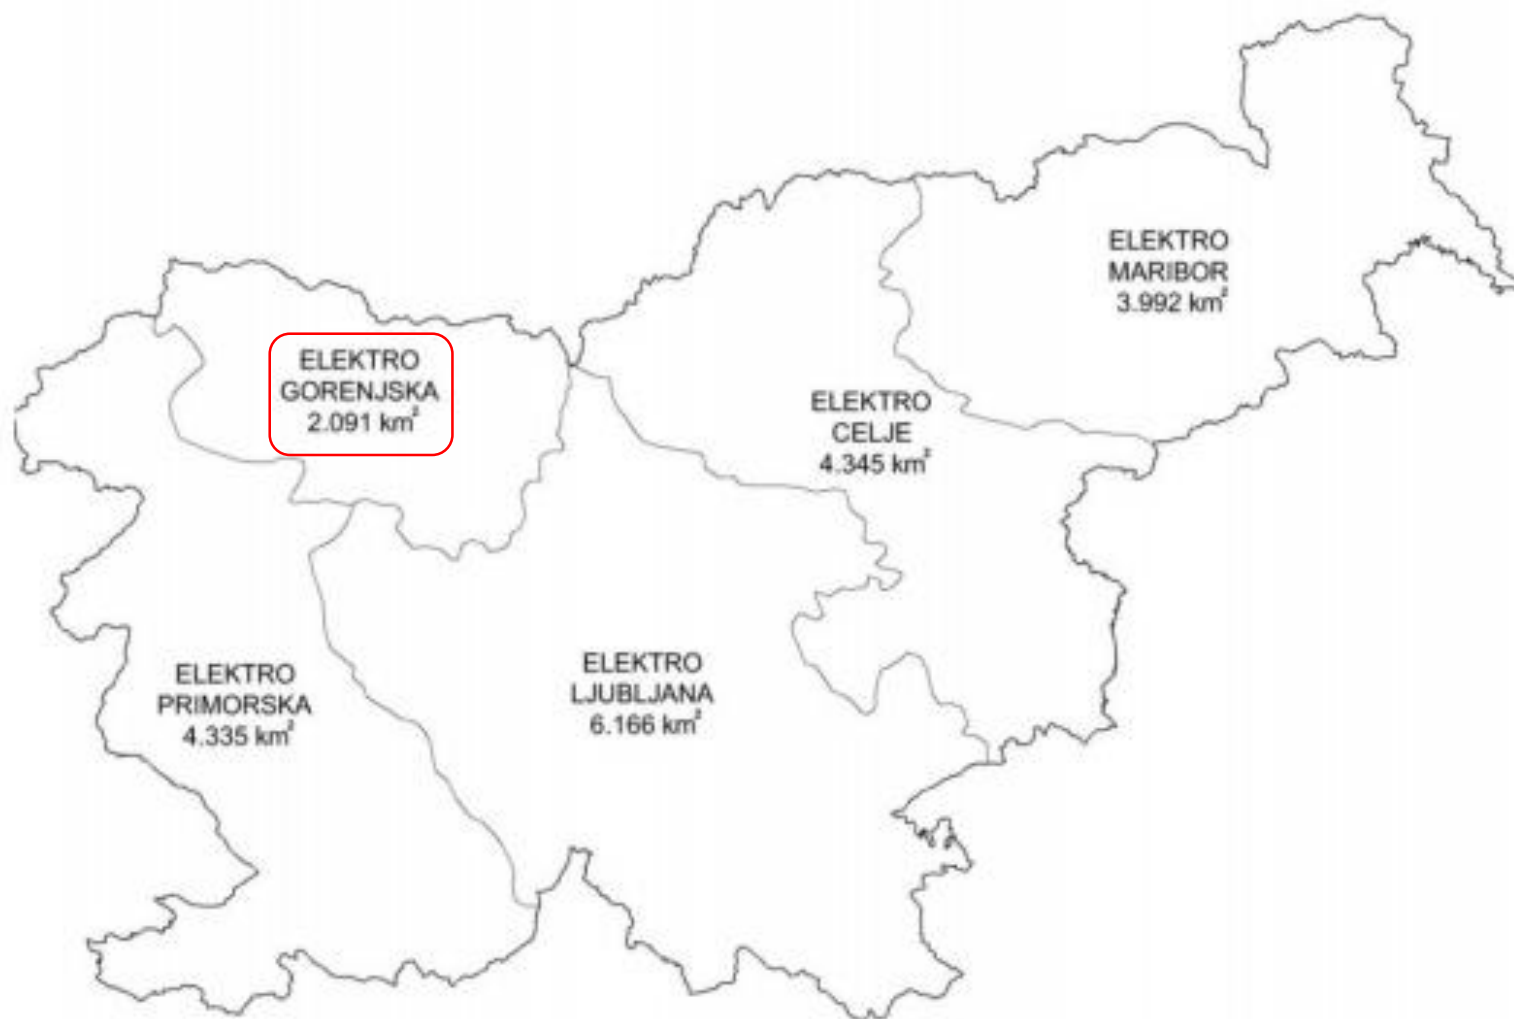 ELEKTRO
MARIBOR
3.992 km²
ELEKTRO
GORENJSKA
2.091 km²
ELEKTRO
CELJE
4.345 km²
ELEKTRO
PRIMORSKA
4.335 km²
ELEKTRO
LJUBLJANA
6.166 km²